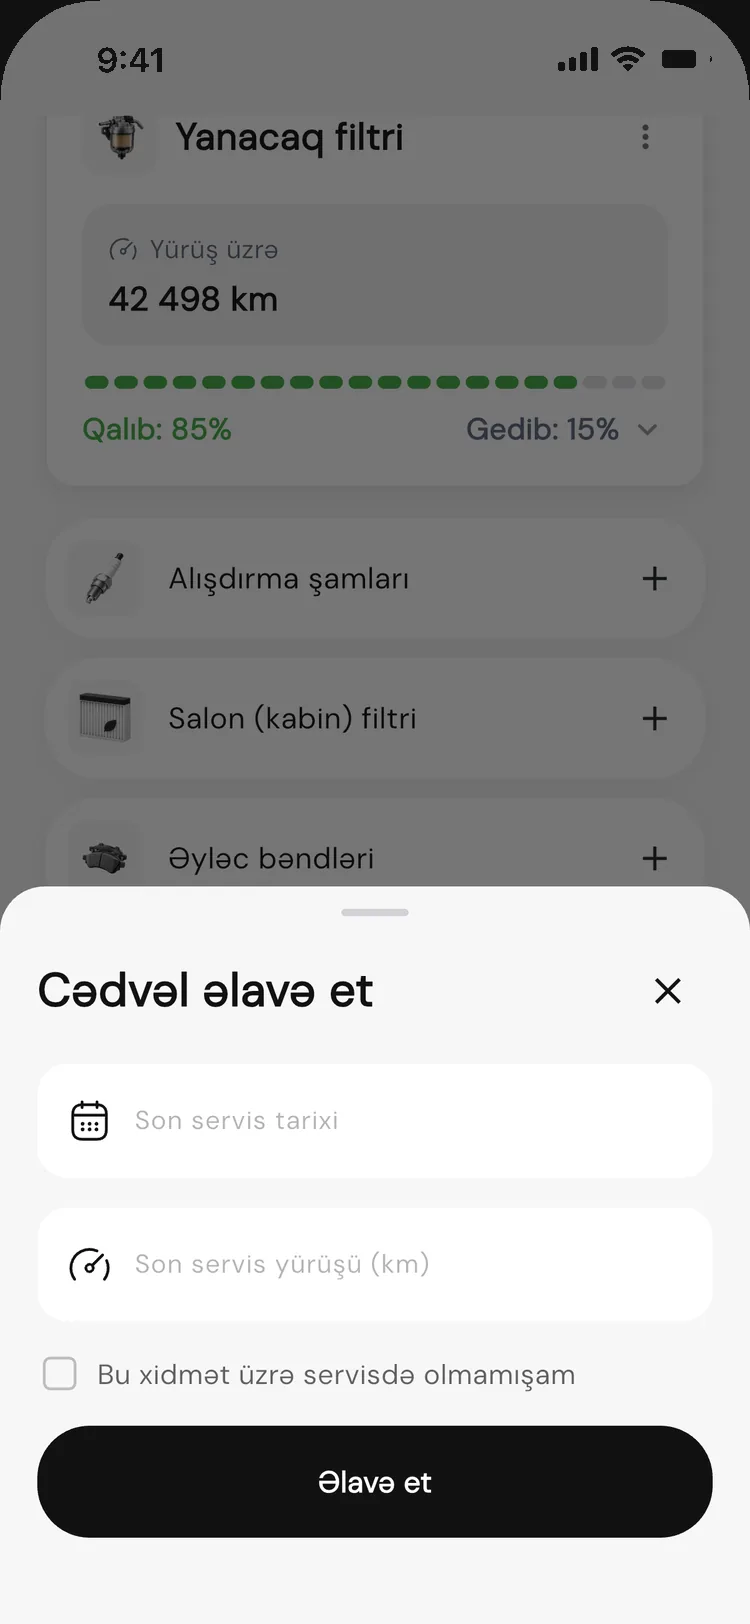 9:41
Yanacaq filtri
Yürüş üzrə
42 498 km
Qalıb: 85%
Gedib: 15%
Alışdırma şamları
Salon (kabin) filtri
Əyləc bəndləri
Cədvəl əlavə et
Son servis tarixi
Son servis yürüşü (km)
Bu xidmət üzrə servisdə olmamışam
Əlavə et